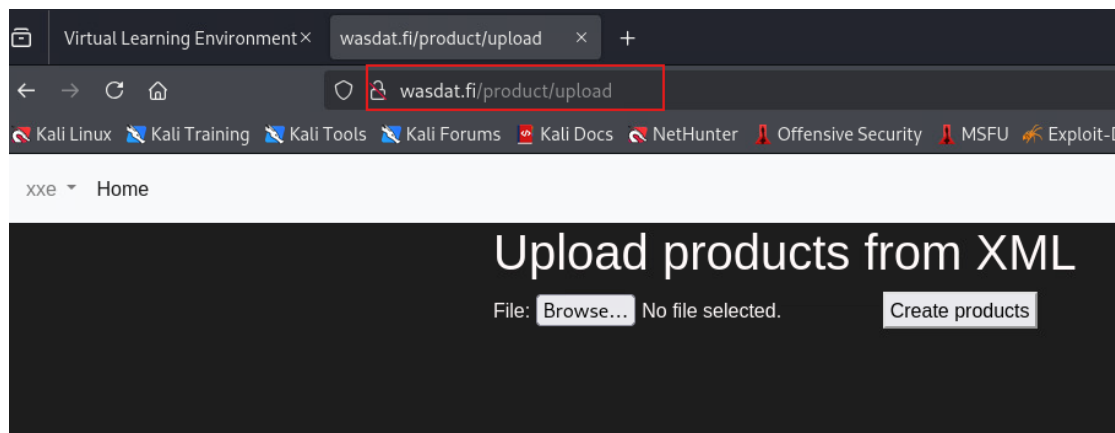 Virtual Learning Environment
wasdat.fi/product/upload
wasdat.fi/product/upload
Kali Linux Kali Training Kali Tools Kali Forums Kali Docs NetHunter Offensive Security MSFU Exploit-D
xxe Home
Upload products from XML
File: Browse... No file selected. Create products